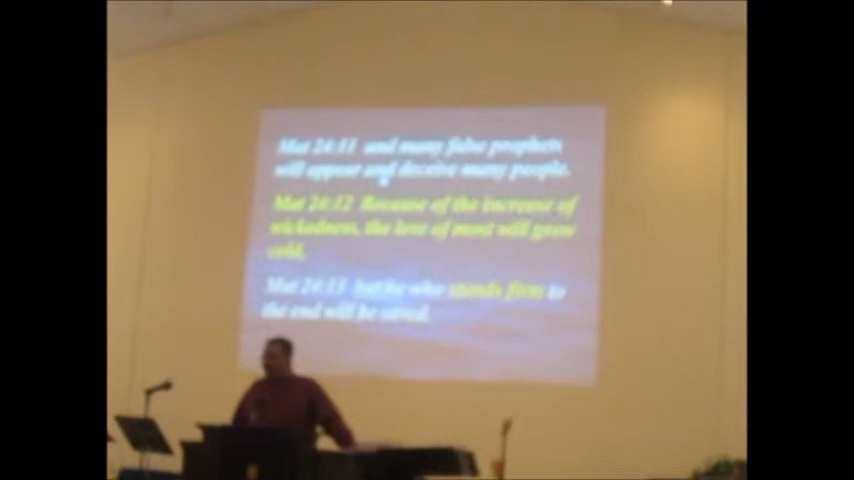 Mat 24:11 and many false prophets
will appear and deceive many people.
Mat 24:12 Because of the increase of
wickedness, the love of most will grow
cold,
Mat 24:13 but he who stands firm to
the end will be saved.